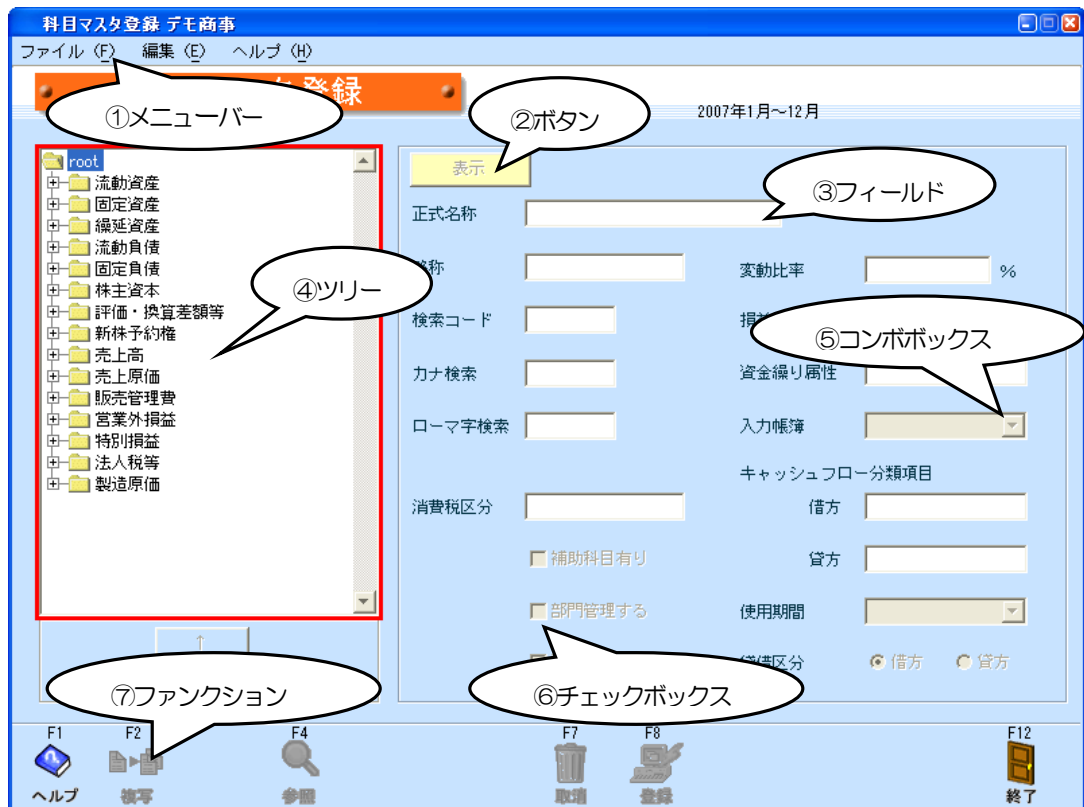 科目マスタ登録 デモ商事
ファイル (F) 編集 (E) ヘルプ (H)
登録
①メニューバー
②ボタン
2007年1月～12月
root
流動資産
固定資産
繰延資産
流動負債
固定負債
株主資本
評価・換算差額等
新株予約権
売上高
売上原価
販売管理費
営業外損益
特別損益
法人税等
製造原価
④ツリー
↑
表示
③フィールド
正式名称
略称
変動比率 %
検索コード
⑤コンボボックス
カナ検索
資金繰り属性
ローマ字検索
入力帳簿
キャッシュフロー分類項目
消費税区分
借方
補助科目有り
貸方
部門管理する
使用期間
貸借区分 借方 貸方
⑦ファンクション
⑥チェックボックス
F1 F2 F4 F7 F8 F12
ヘルプ 複写 参照 取消 登録 終了